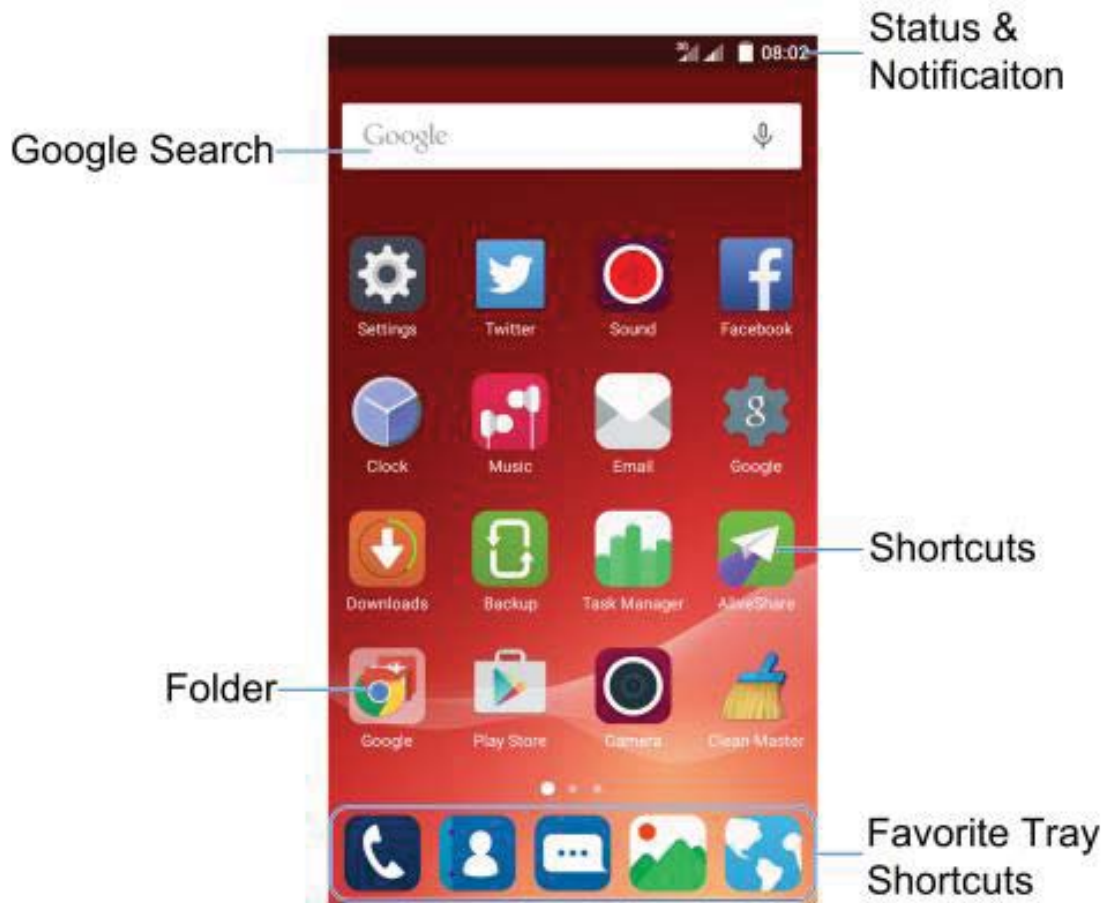 Status &
Notificaiton
3G 08:02
Google Search
Google
Settings Twitter Sound Facebook
Clock Music Email Google
Downloads Backup Task Manager AliveShare
Shortcuts
Folder
Google Play Store Camera Clean Master
Favorite Tray
Shortcuts